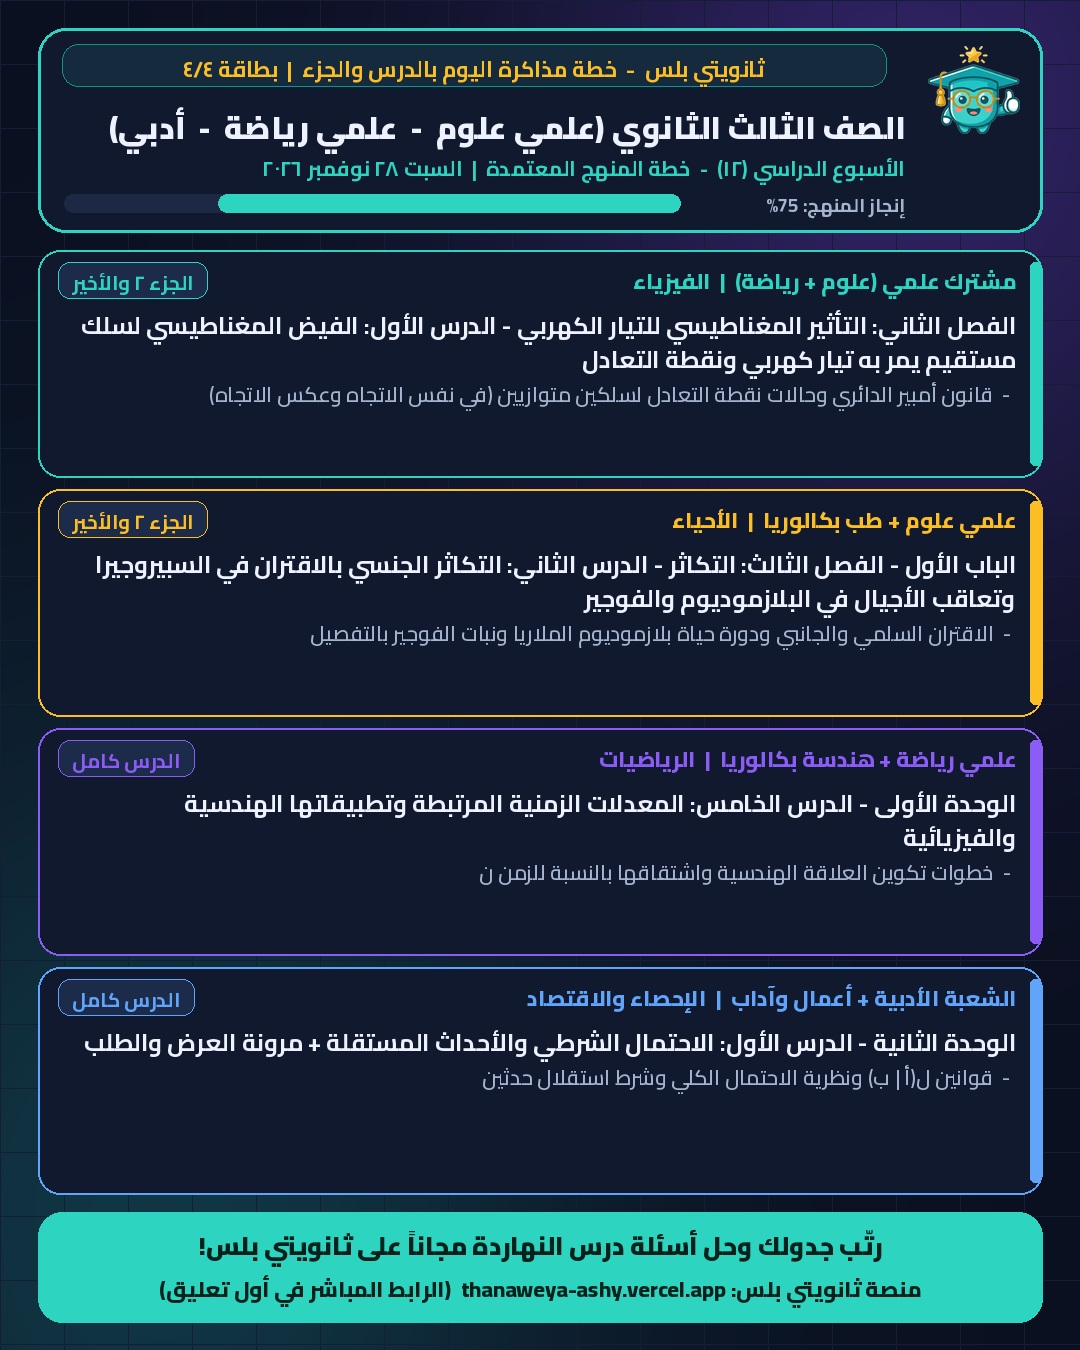 ثانويتي بلس - خطة مذاكرة اليوم بالدرس والجزء | بطاقة ٤/٤
الصف الثالث الثانوي (علمي علوم - علمي رياضة - أدبي)
الأسبوع الدراسي (١٢) - خطة المنهج المعتمدة | السبت ٢٨ نوفمبر ٢٠٢٦
إنجاز المنهج: 75%
مشترك علمي (علوم + رياضة) | الفيزياء
الجزء ٢ والأخير
الفصل الثاني: التأثير المغناطيسي للتيار الكهربي - الدرس الأول: الفيض المغناطيسي لسلك
مستقيم يمر به تيار كهربي ونقطة التعادل
- قانون أمبير الدائري وحالات نقطة التعادل لسلكين متوازيين (في نفس الاتجاه وعكس الاتجاه)
علمي علوم + طب بكالوريا | الأحياء
الجزء ٢ والأخير
الباب الأول - الفصل الثالث: التكاثر - الدرس الثاني: التكاثر الجنسي بالاقتران في السبيروجيرا
وتعاقب الأجيال في البلازموديوم والفوجير
- الاقتران السلمي والجانبي ودورة حياة بلازموديوم الملاريا ونبات الفوجير بالتفصيل
علمي رياضة + هندسة بكالوريا | الرياضيات
الدرس كامل
الوحدة الأولى - الدرس الخامس: المعدلات الزمنية المرتبطة وتطبيقاتها الهندسية
والفيزيائية
- خطوات تكوين العلاقة الهندسية واشتقاقها بالنسبة للزمن ن
الشعبة الأدبية + أعمال وآداب | الإحصاء والاقتصاد
الدرس كامل
الوحدة الثانية - الدرس الأول: الاحتمال الشرطي والأحداث المستقلة + مرونة العرض والطلب
- قوانين ل(أ | ب) ونظرية الاحتمال الكلي وشرط استقلال حدثين
رتّب جدولك وحل أسئلة درس النهاردة مجاناً على ثانويتي بلس!
منصة ثانويتي بلس: thanaweya-ashy.vercel.app (الرابط المباشر في أول تعليق)